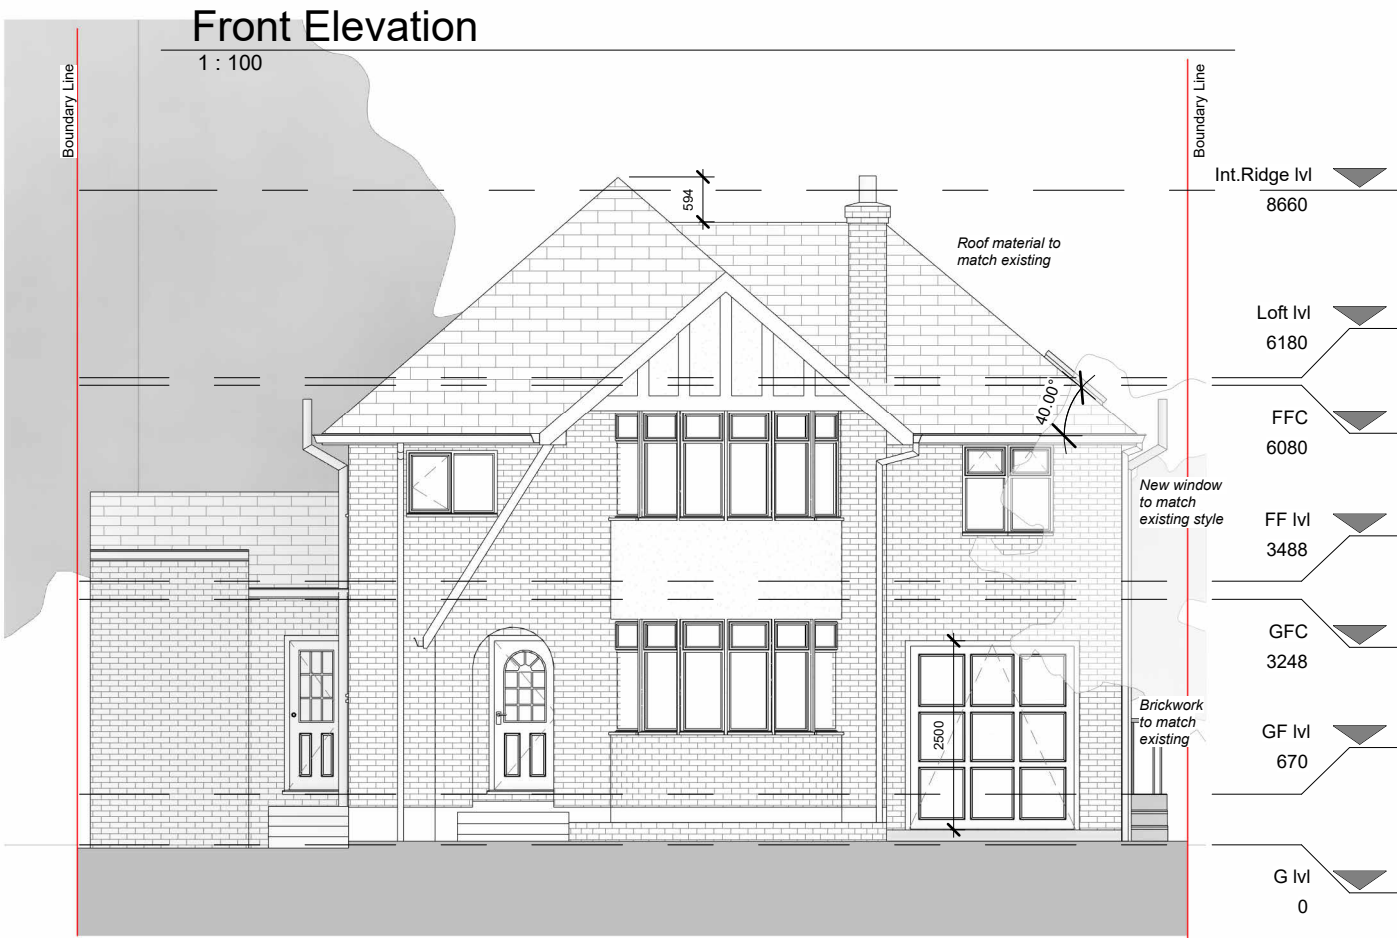 Front Elevation
1 : 100
Boundary Line
Boundary Line
Int.Ridge lvl
8660
594
Roof material to
match existing
Loft lvl
6180
40.00°
FFC
6080
New window
to match
existing style
FF lvl
3488
GFC
3248
Brickwork
to match
existing
2500
GF lvl
670
G lvl
0